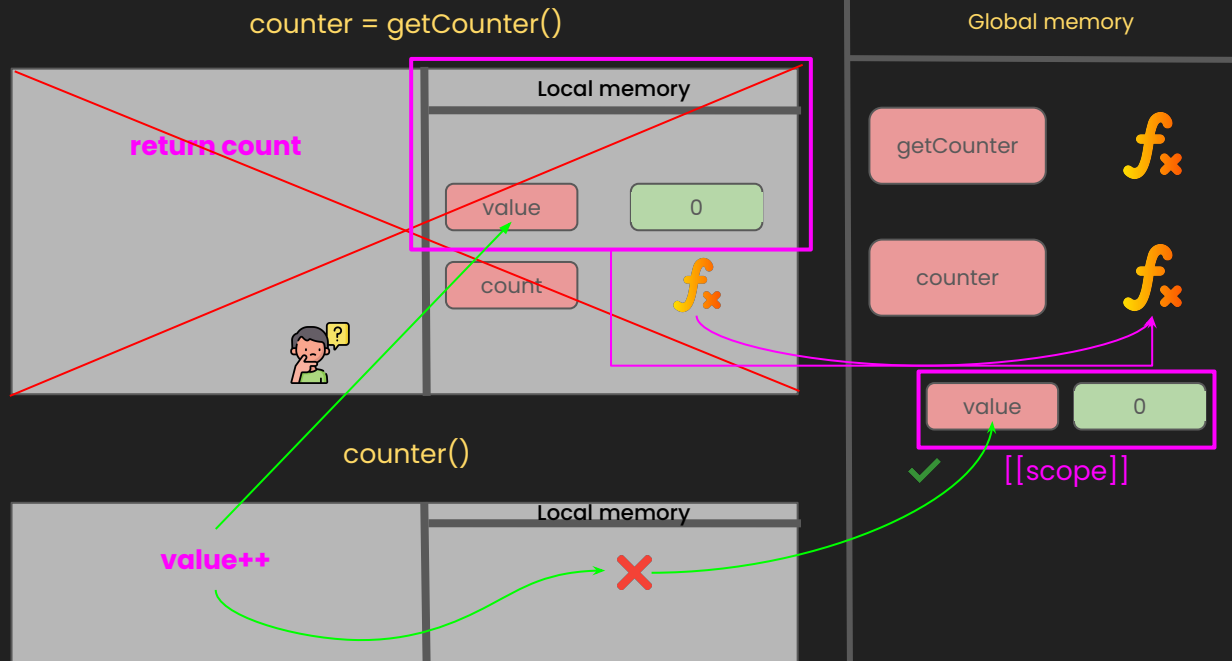 counter = getCounter()
Global memory
Local memory
return count
getCounter
value
0
count
counter
?
value
0
counter()
[[scope]]
Local memory
value++